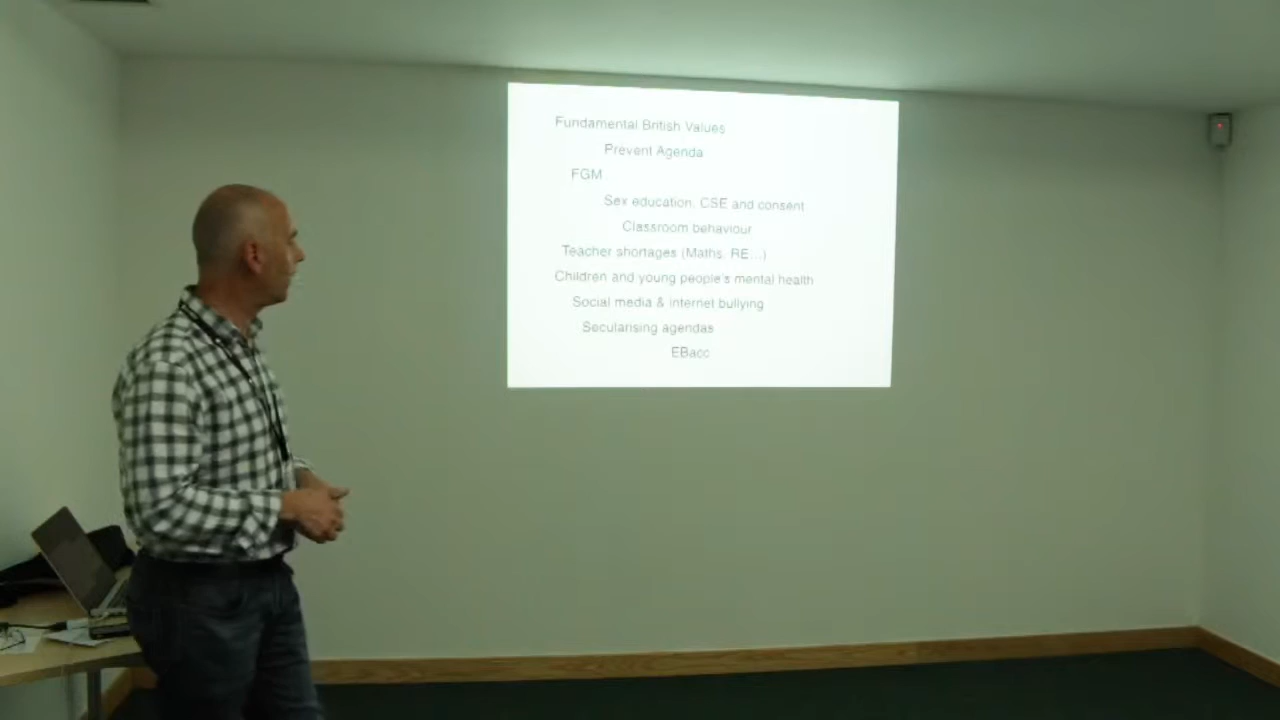 Fundamental British Values
Prevent Agenda
FGM
Sex education, CSE and consent
Classroom behaviour
Teacher shortages (Maths, RE...)
Children and young people's mental health
Social media & internet bullying
Secularising agendas
EBacc